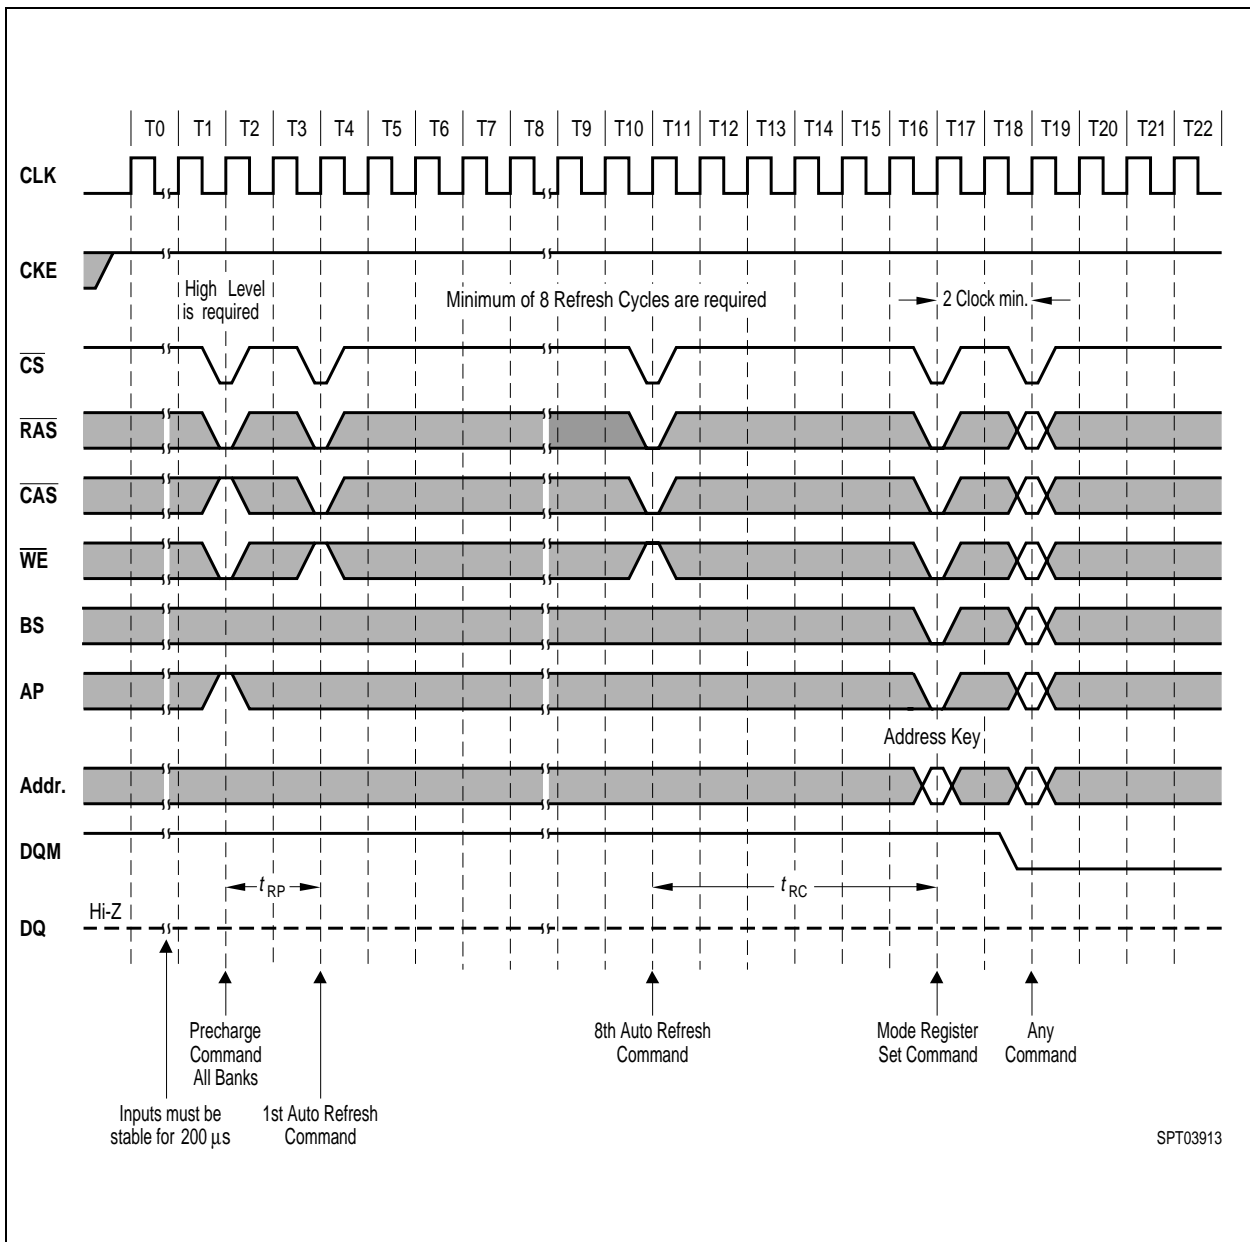 T0 T1 T2 T3 T4 T5 T6 T7 T8 T9 T10 T11 T12 T13 T14 T15 T16 T17 T18 T19 T20 T21 T22
CLK
CKE
High Level
is required
Minimum of 8 Refresh Cycles are required
2 Clock min.
CS
RAS
CAS
WE
BS
AP
Address Key
Addr.
DQM
t RP
t RC
Hi-Z
DQ
Precharge
Command
All Banks
8th Auto Refresh
Command
Mode Register
Set Command
Any
Command
Inputs must be
stable for 200 μs
1st Auto Refresh
Command
SPT03913